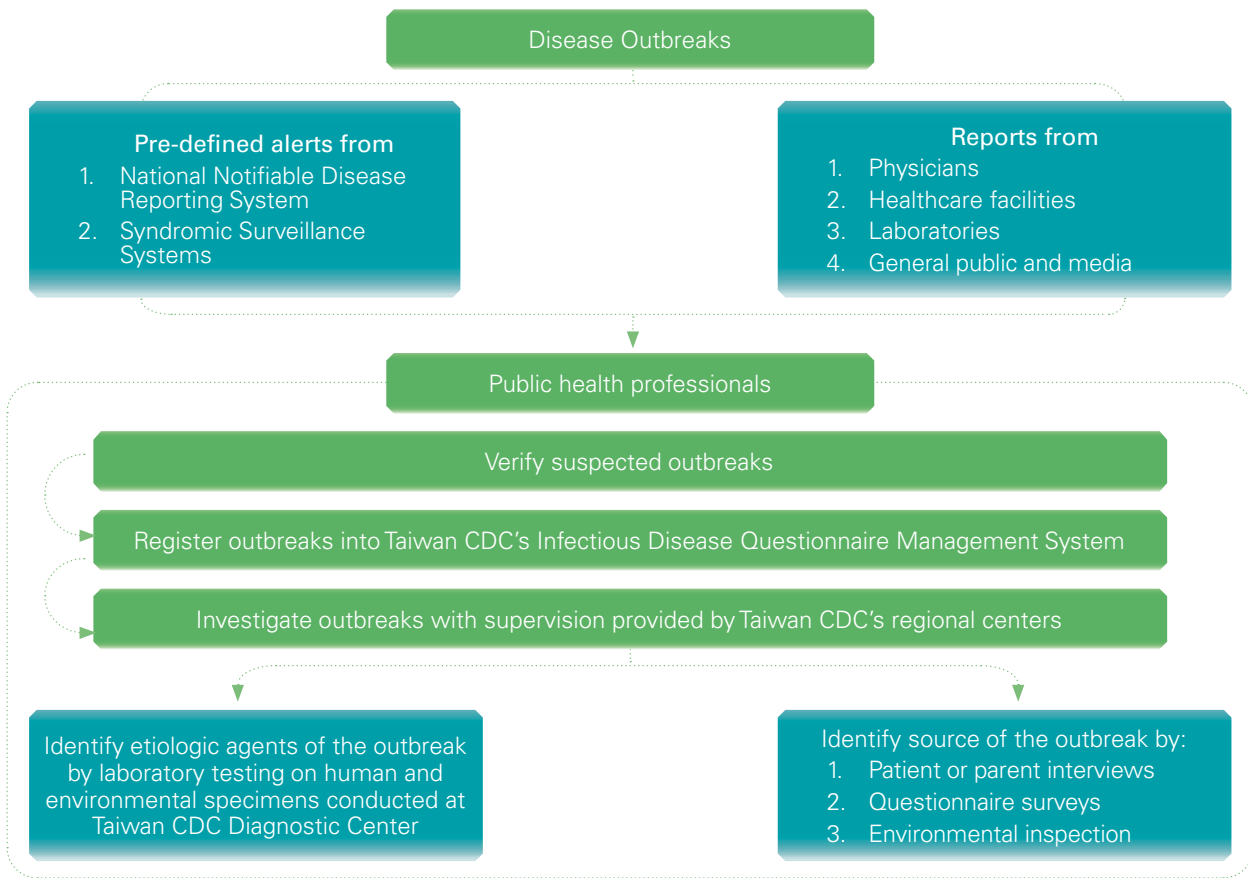 Disease Outbreaks
Pre-defined alerts from
1. National Notifiable Disease
Reporting System
2. Syndromic Surveillance
Systems
Reports from
1. Physicians
2. Healthcare facilities
3. Laboratories
4. General public and media
Public health professionals
Verify suspected outbreaks
Register outbreaks into Taiwan CDC's Infectious Disease Questionnaire Management System
Investigate outbreaks with supervision provided by Taiwan CDC's regional centers
Identify etiologic agents of the outbreak
by laboratory testing on human and
environmental specimens conducted at
Taiwan CDC Diagnostic Center
Identify source of the outbreak by:
1. Patient or parent interviews
2. Questionnaire surveys
3. Environmental inspection